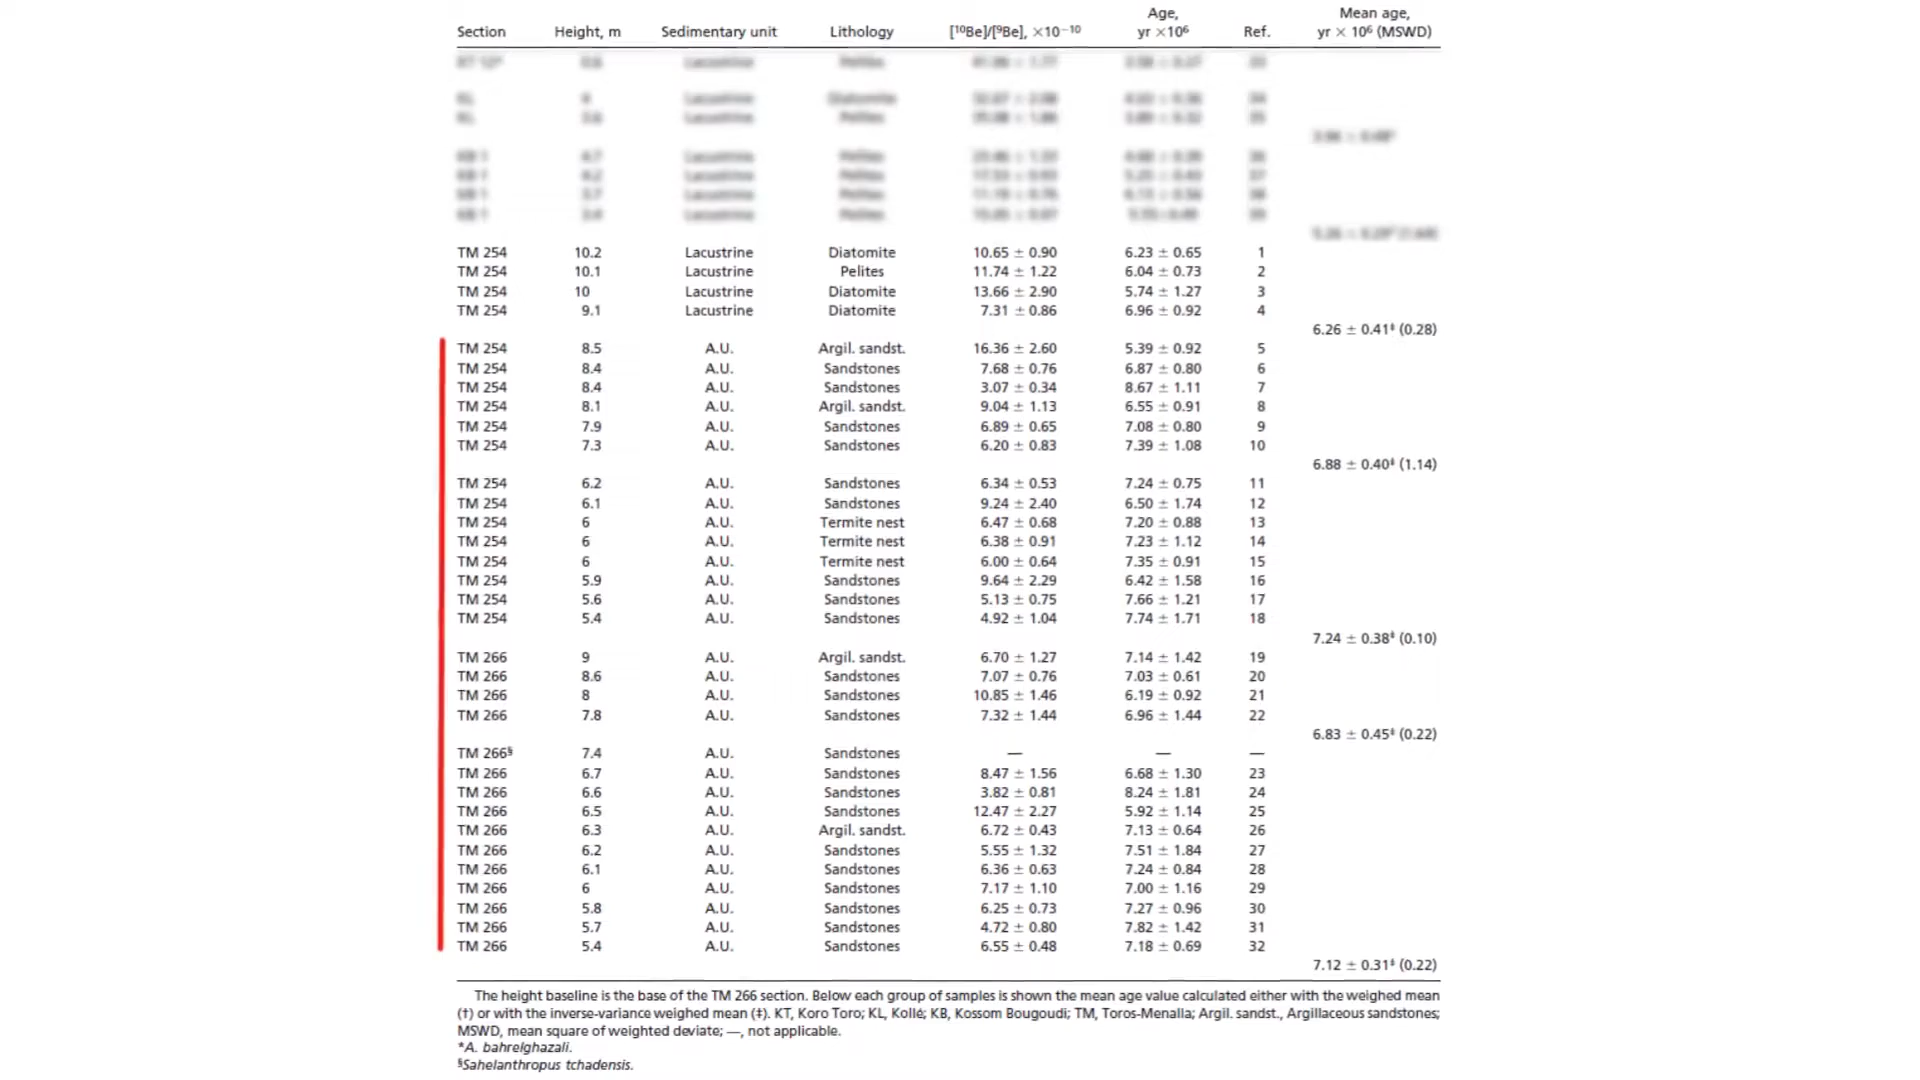 Section Height, m Sedimentary unit Lithology [¹⁰Be]/[⁹Be], ×10⁻¹⁰ Age, yr ×10⁶ Ref. Mean age, yr × 10⁶ (MSWD)
TM 254 10.2 Lacustrine Diatomite 10.65 ± 0.90 6.23 ± 0.65 1
TM 254 10.1 Lacustrine Pelites 11.74 ± 1.22 6.04 ± 0.73 2
TM 254 10 Lacustrine Diatomite 13.66 ± 2.90 5.74 ± 1.27 3
TM 254 9.1 Lacustrine Diatomite 7.31 ± 0.86 6.96 ± 0.92 4
6.26 ± 0.41‡ (0.28)
TM 254 8.5 A.U. Argil. sandst. 16.36 ± 2.60 5.39 ± 0.92 5
TM 254 8.4 A.U. Sandstones 7.68 ± 0.76 6.87 ± 0.80 6
TM 254 8.4 A.U. Sandstones 3.07 ± 0.34 8.67 ± 1.11 7
TM 254 8.1 A.U. Argil. sandst. 9.04 ± 1.13 6.55 ± 0.91 8
TM 254 7.9 A.U. Sandstones 6.89 ± 0.65 7.08 ± 0.80 9
TM 254 7.3 A.U. Sandstones 6.20 ± 0.83 7.39 ± 1.08 10
6.88 ± 0.40‡ (1.14)
TM 254 6.2 A.U. Sandstones 6.34 ± 0.53 7.24 ± 0.75 11
TM 254 6.1 A.U. Sandstones 9.24 ± 2.40 6.50 ± 1.74 12
TM 254 6 A.U. Termite nest 6.47 ± 0.68 7.20 ± 0.88 13
TM 254 6 A.U. Termite nest 6.38 ± 0.91 7.23 ± 1.12 14
TM 254 6 A.U. Termite nest 6.00 ± 0.64 7.35 ± 0.91 15
TM 254 5.9 A.U. Sandstones 9.64 ± 2.29 6.42 ± 1.58 16
TM 254 5.6 A.U. Sandstones 5.13 ± 0.75 7.66 ± 1.21 17
TM 254 5.4 A.U. Sandstones 4.92 ± 1.04 7.74 ± 1.71 18
7.24 ± 0.38‡ (0.10)
TM 266 9 A.U. Argil. sandst. 6.70 ± 1.27 7.14 ± 1.42 19
TM 266 8.6 A.U. Sandstones 7.07 ± 0.76 7.03 ± 0.61 20
TM 266 8 A.U. Sandstones 10.85 ± 1.46 6.19 ± 0.92 21
TM 266 7.8 A.U. Sandstones 7.32 ± 1.44 6.96 ± 1.44 22
6.83 ± 0.45‡ (0.22)
TM 266§ 7.4 A.U. Sandstones — — —
TM 266 6.7 A.U. Sandstones 8.47 ± 1.56 6.68 ± 1.30 23
TM 266 6.6 A.U. Sandstones 3.82 ± 0.81 8.24 ± 1.81 24
TM 266 6.5 A.U. Sandstones 12.47 ± 2.27 5.92 ± 1.14 25
TM 266 6.3 A.U. Argil. sandst. 6.72 ± 0.43 7.13 ± 0.64 26
TM 266 6.2 A.U. Sandstones 5.55 ± 1.32 7.51 ± 1.84 27
TM 266 6.1 A.U. Sandstones 6.36 ± 0.63 7.24 ± 0.84 28
TM 266 6 A.U. Sandstones 7.17 ± 1.10 7.00 ± 1.16 29
TM 266 5.8 A.U. Sandstones 6.25 ± 0.73 7.27 ± 0.96 30
TM 266 5.7 A.U. Sandstones 4.72 ± 0.80 7.82 ± 1.42 31
TM 266 5.4 A.U. Sandstones 6.55 ± 0.48 7.18 ± 0.69 32
7.12 ± 0.31‡ (0.22)
The height baseline is the base of the TM 266 section. Below each group of samples is shown the mean age value calculated either with the weighed mean
(†) or with the inverse-variance weighed mean (‡). KT, Koro Toro; KL, Kollé; KB, Kossom Bougoudi; TM, Toros-Menalla; Argil. sandst., Argillaceous sandstones;
MSWD, mean square of weighted deviate; —, not applicable.
*A. bahrelghazali.
§Sahelanthropus tchadensis.